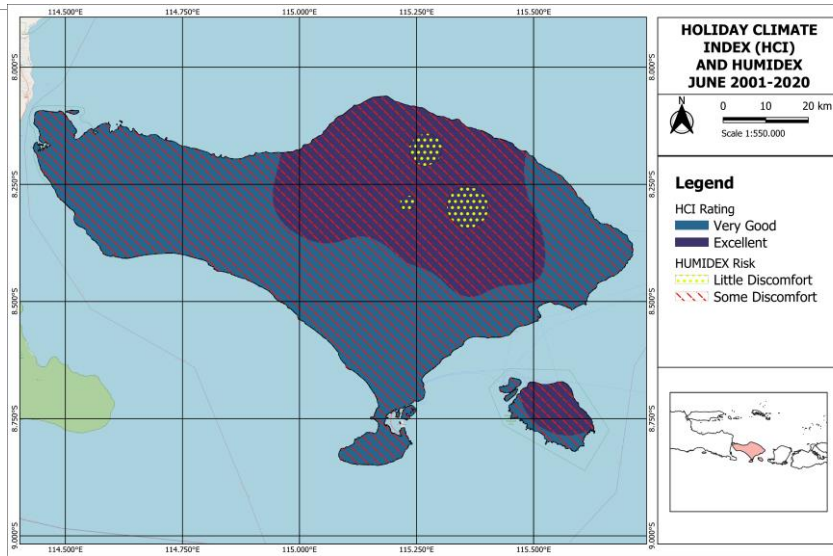 114.500°E 114.750°E 115.000°E 115.250°E 115.500°E
HOLIDAY CLIMATE
INDEX (HCI)
AND HUMIDEX
JUNE 2001-2020
N
0 10 20 km
Scale 1:550.000
Legend
HCI Rating
Very Good
Excellent
HUMIDEX Risk
Little Discomfort
Some Discomfort
8.000°S
8.250°S
8.500°S
8.750°S
9.000°S
8.000°S
8.250°S
8.500°S
8.750°S
9.000°S
114.500°E 114.750°E 115.000°E 115.250°E 115.500°E